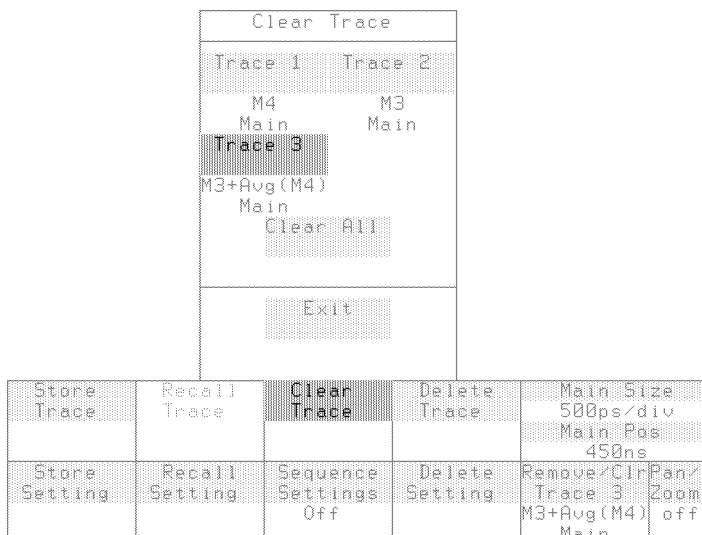 Clear Trace
Trace 1 Trace 2
M4 M3
Main Main
Trace 3
M3+Avg(M4)
Main
Clear All
Exit
Store Recall Clear Delete Main Size
Trace Trace Trace Trace 500ps/div
Main Pos
450ns
Store Recall Sequence Delete Remove/Clr Pan/
Setting Setting Settings Setting Trace 3 Zoom
Off M3+Avg(M4) off
Main